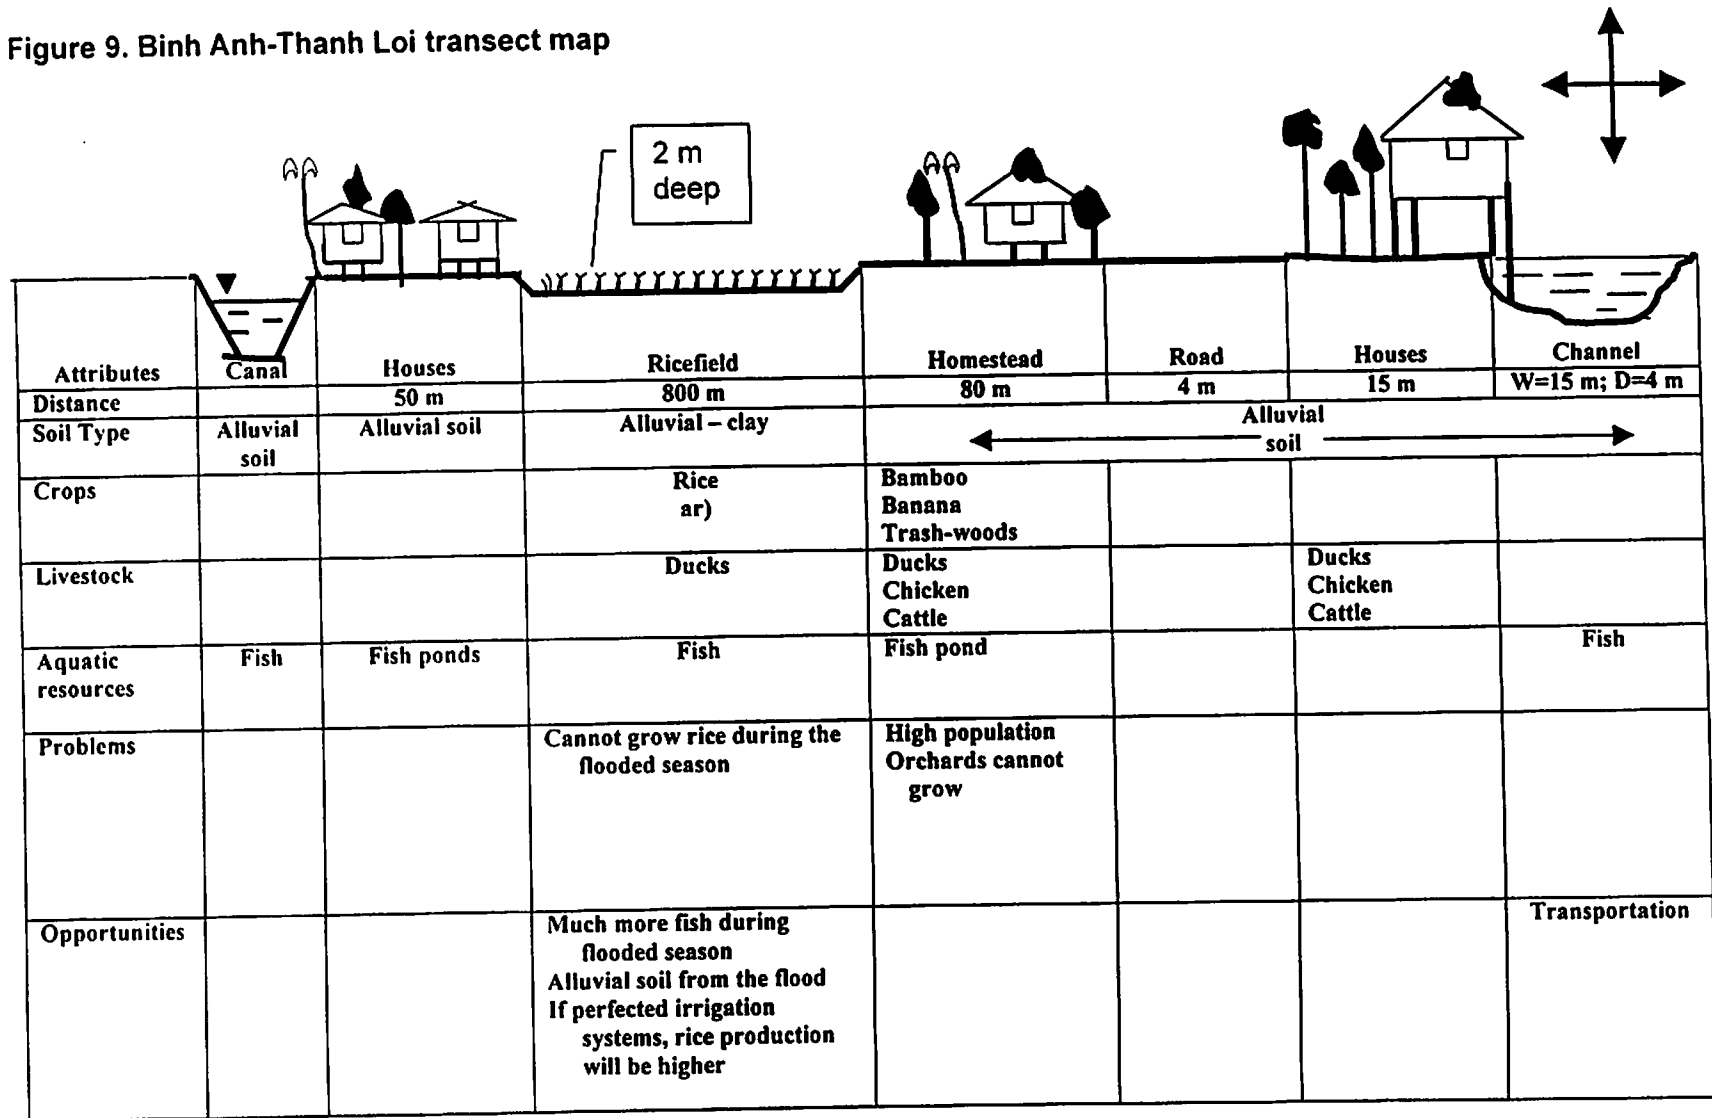 Figure 9. Binh Anh-Thanh Loi transect map
2 m
deep
Attributes Canal Houses Ricefield Homestead Road Houses Channel
Distance 50 m 800 m 80 m 4 m 15 m W=15 m; D=4 m
Soil Type Alluvial Alluvial soil Alluvial – clay Alluvial
soil soil
Crops Rice Bamboo
ar) Banana
Trash-woods
Livestock Ducks Ducks Ducks
Chicken Chicken
Cattle Cattle
Aquatic Fish Fish ponds Fish Fish pond Fish
resources
Problems Cannot grow rice during the High population
flooded season Orchards cannot
grow
Opportunities Much more fish during Transportation
flooded season
Alluvial soil from the flood
If perfected irrigation
systems, rice production
will be higher